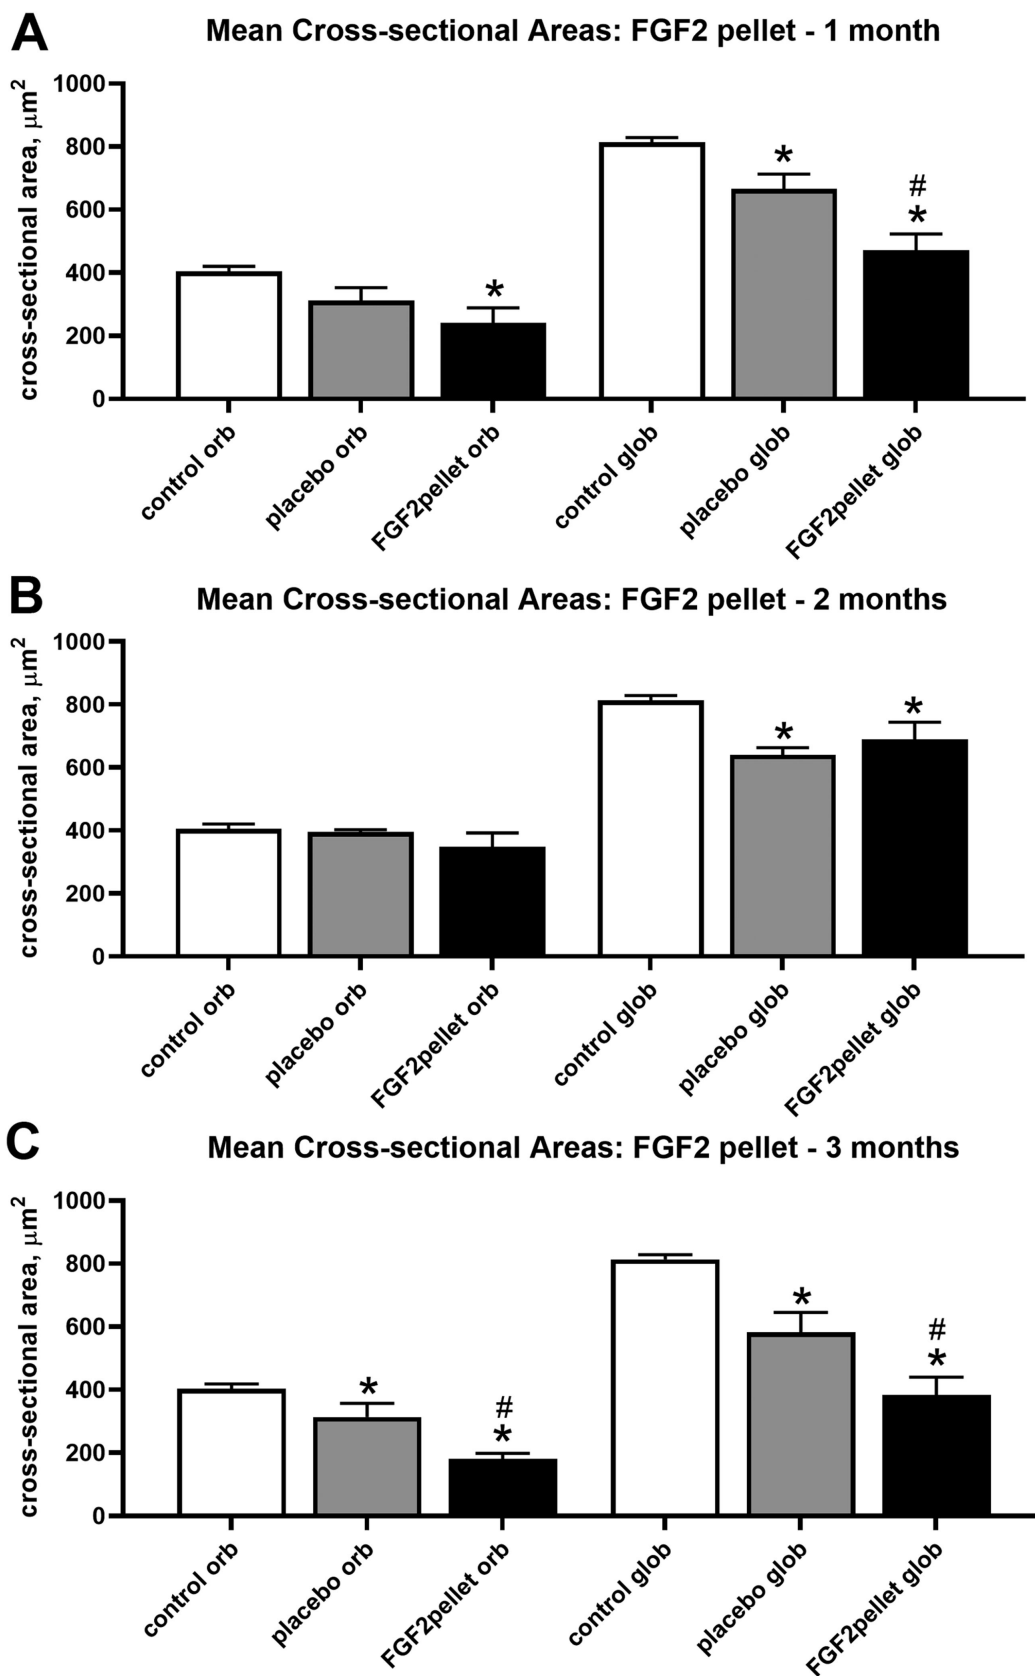 A
Mean Cross-sectional Areas: FGF2 pellet - 1 month
cross-sectional area, μm²
1000
800
600
400
200
0
*
*
#
*
control orb
placebo orb
FGF2pellet orb
control glob
placebo glob
FGF2pellet glob
B
Mean Cross-sectional Areas: FGF2 pellet - 2 months
cross-sectional area, μm²
1000
800
600
400
200
0
*
*
control orb
placebo orb
FGF2pellet orb
control glob
placebo glob
FGF2pellet glob
C
Mean Cross-sectional Areas: FGF2 pellet - 3 months
cross-sectional area, μm²
1000
800
600
400
200
0
*
#
*
*
#
*
control orb
placebo orb
FGF2pellet orb
control glob
placebo glob
FGF2pellet glob